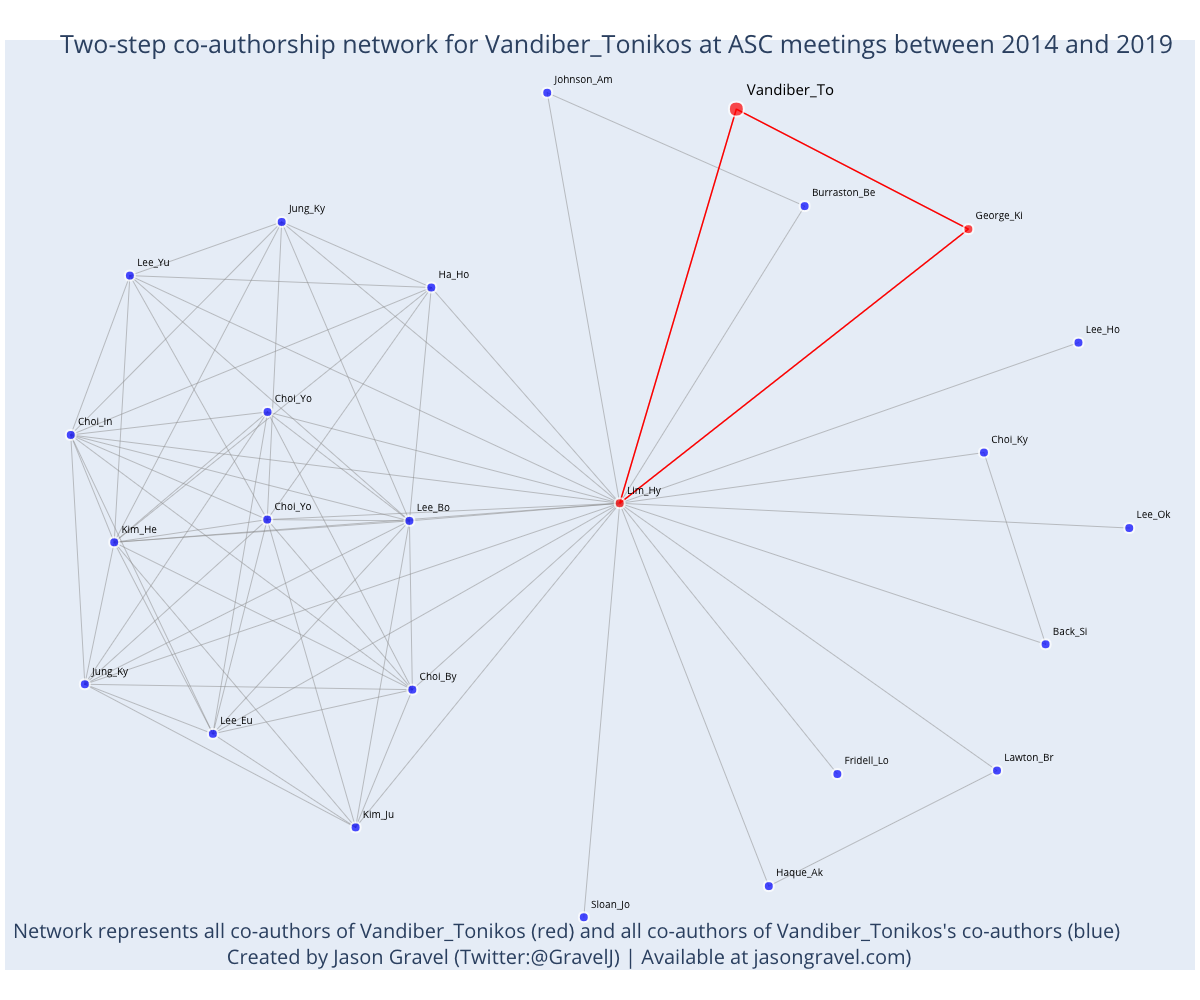 Two-step co-authorship network for Vandiber_Tonikos at ASC meetings between 2014 and 2019
Johnson_Am
Vandiber_To
Burraston_Be
George_Ki
Jung_Ky
Lee_Yu
Ha_Ho
Lee_Ho
Choi_Yo
Choi_In
Choi_Ky
Lim_Hy
Choi_Yo
Lee_Bo
Lee_Ok
Kim_He
Back_Si
Jung_Ky
Choi_By
Lee_Eu
Fridell_Lo
Lawton_Br
Kim_Ju
Haque_Ak
Sloan_Jo
Network represents all co-authors of Vandiber_Tonikos (red) and all co-authors of Vandiber_Tonikos's co-authors (blue)
Created by Jason Gravel (Twitter:@GravelJ) | Available at jasongravel.com)